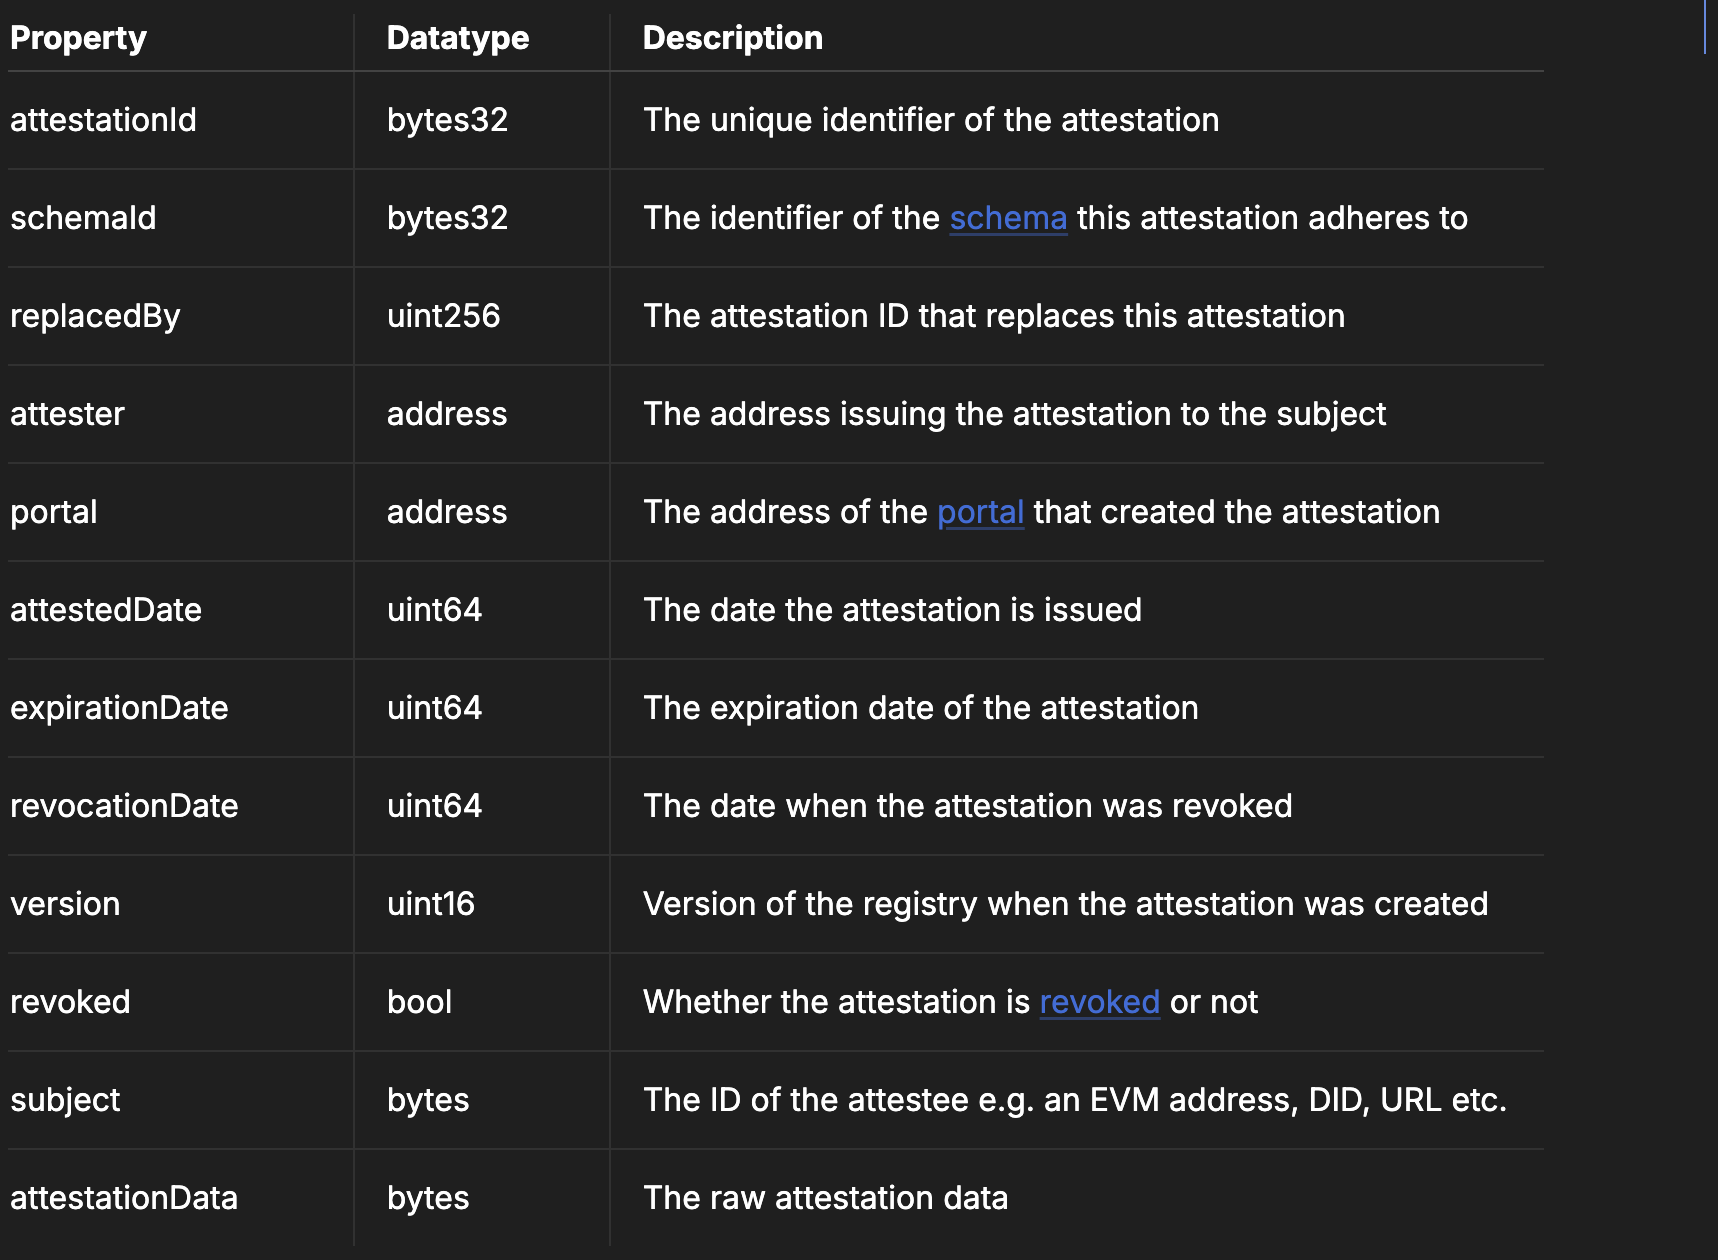 Property Datatype Description
attestationId bytes32 The unique identifier of the attestation
schemaId bytes32 The identifier of the schema this attestation adheres to
replacedBy uint256 The attestation ID that replaces this attestation
attester address The address issuing the attestation to the subject
portal address The address of the portal that created the attestation
attestedDate uint64 The date the attestation is issued
expirationDate uint64 The expiration date of the attestation
revocationDate uint64 The date when the attestation was revoked
version uint16 Version of the registry when the attestation was created
revoked bool Whether the attestation is revoked or not
subject bytes The ID of the attestee e.g. an EVM address, DID, URL etc.
attestationData bytes The raw attestation data